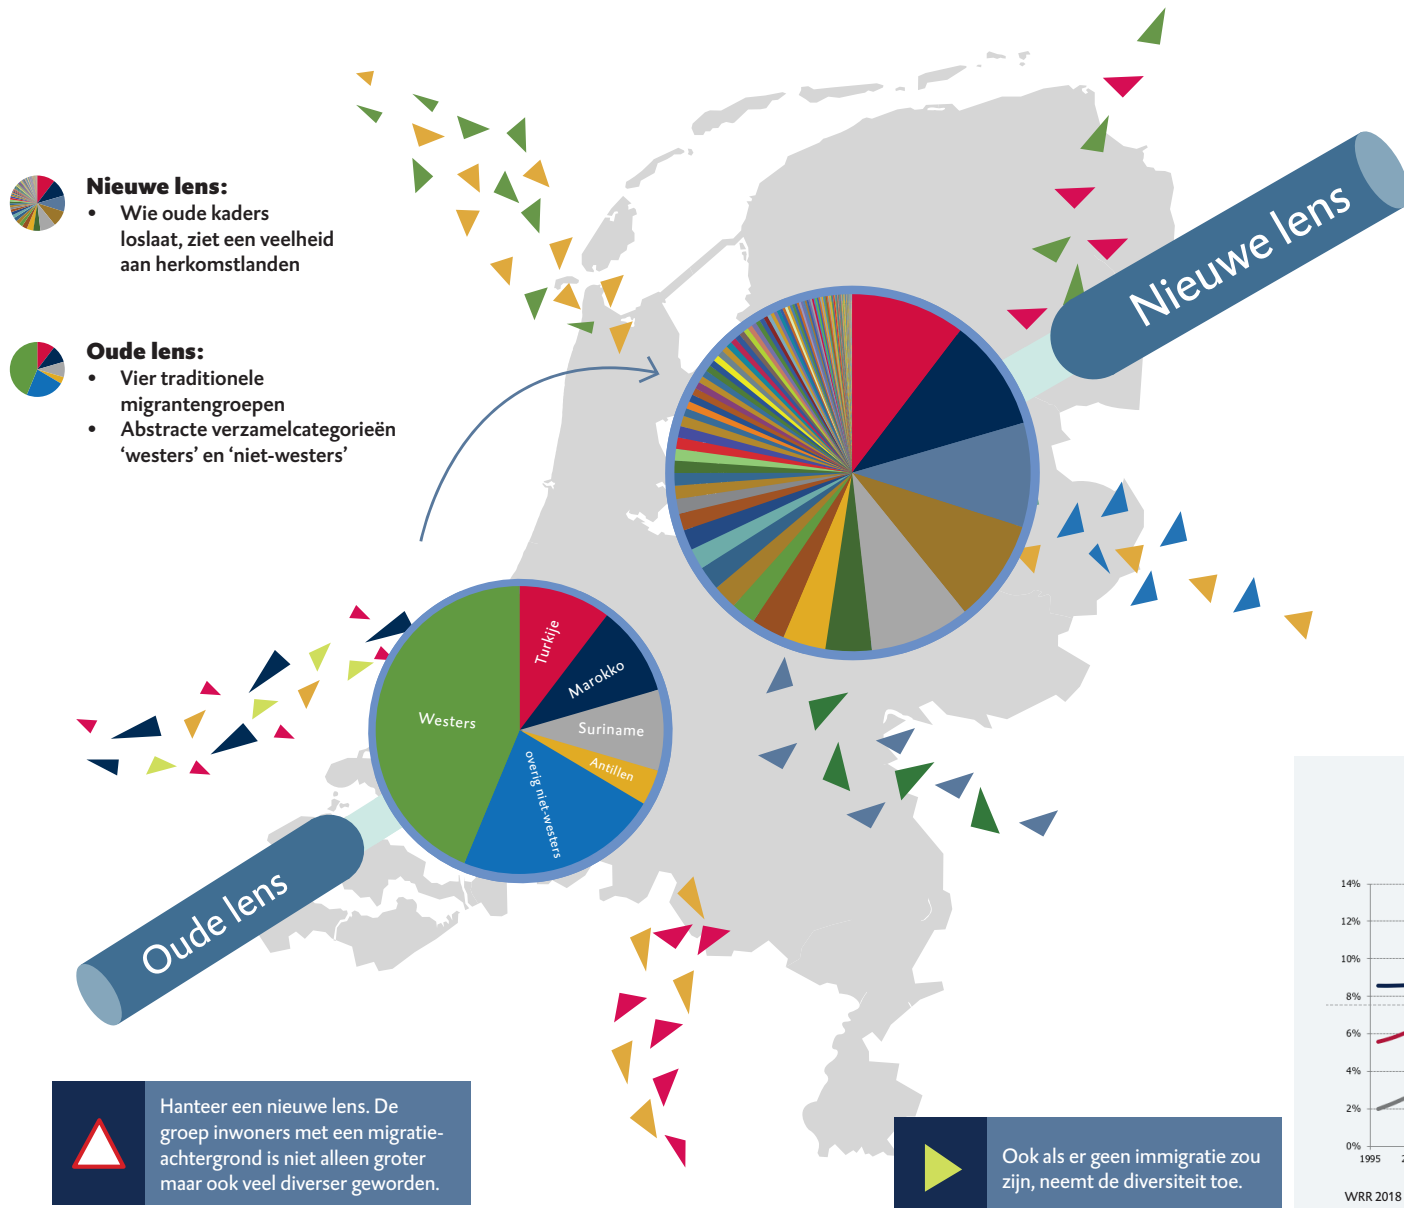 Nieuwe lens:
• Wie oude kaders
loslaat, ziet een veelheid
aan herkomstlanden
Oude lens:
• Vier traditionele
migrantengroepen
• Abstracte verzamelcategorieën
‘westers’ en ‘niet-westers’
Nieuwe lens
Turkije
Marokko
Suriname
Antillen
overig niet-westers
Westers
Oude lens
Hanteer een nieuwe lens. De
groep inwoners met een migratie-
achtergrond is niet alleen groter
maar ook veel diverser geworden.
Ook als er geen immigratie zou
zijn, neemt de diversiteit toe.
14%
12%
10%
8%
6%
4%
2%
0%
1995
WRR 2018